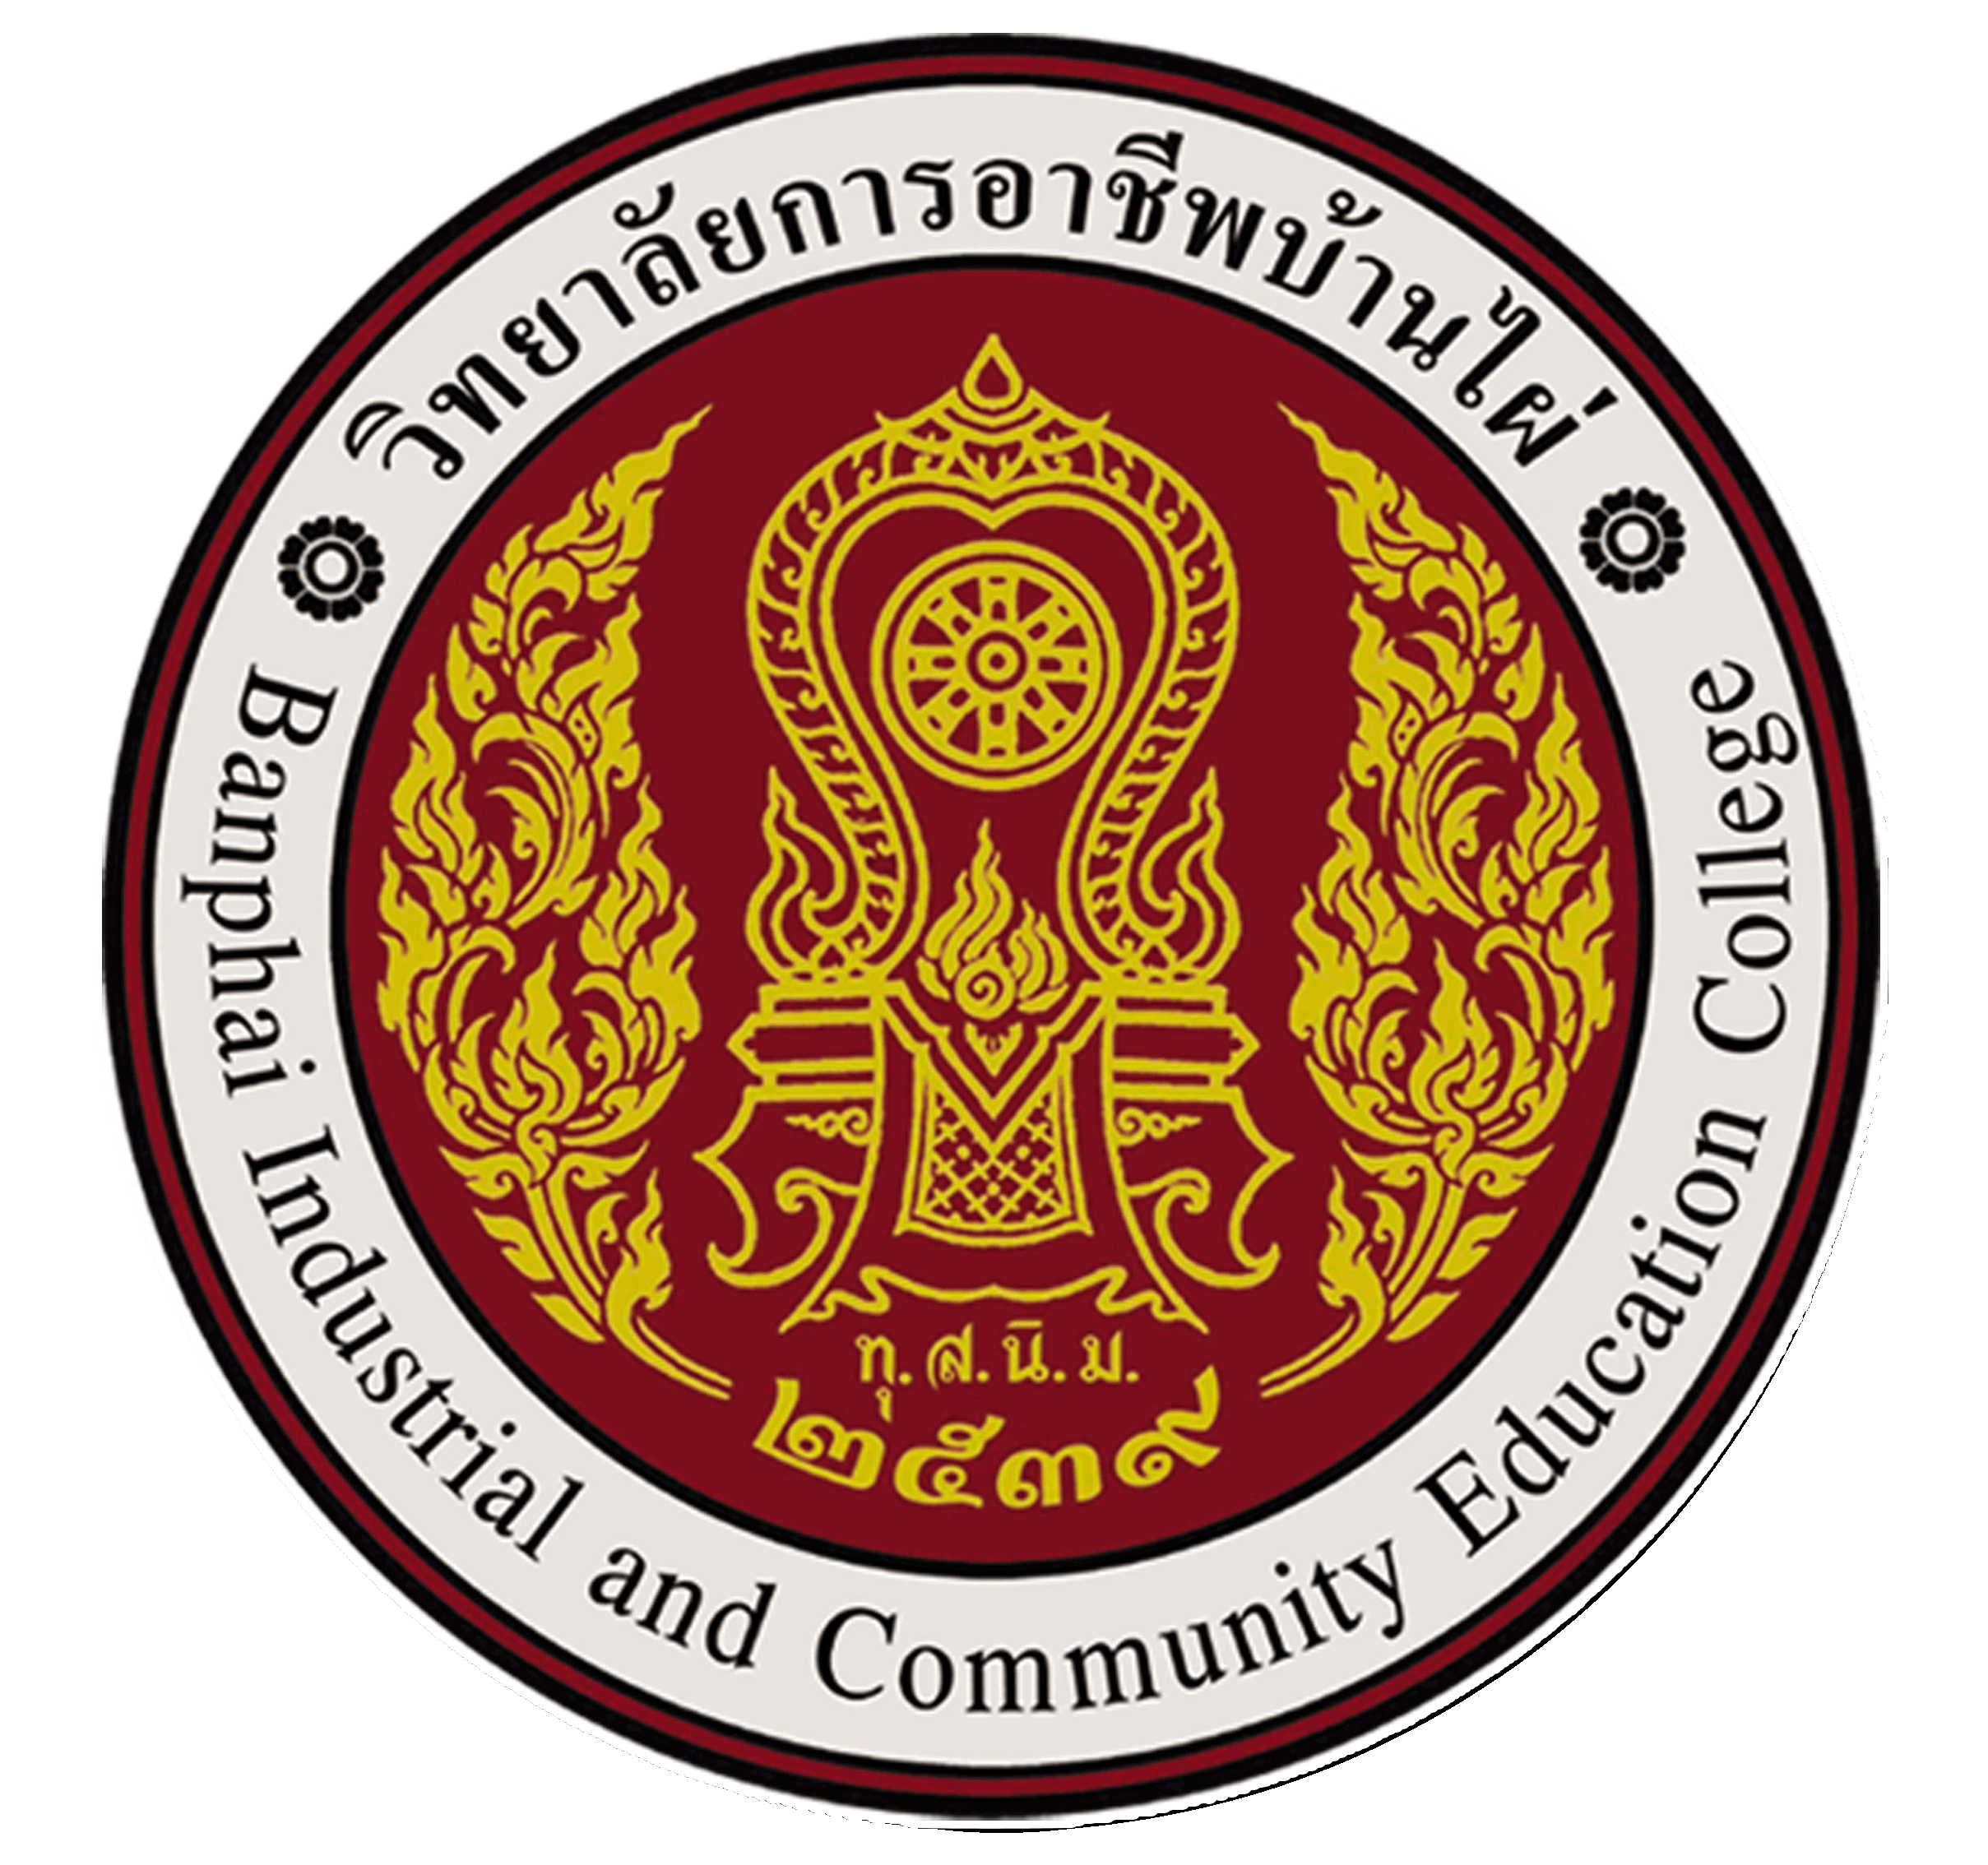 วิทยาลัยการอาชีพบ้านไผ่
ทุ. ส. นิ. ม.
๒๕๓๙
Banphai Industrial and Community Education College